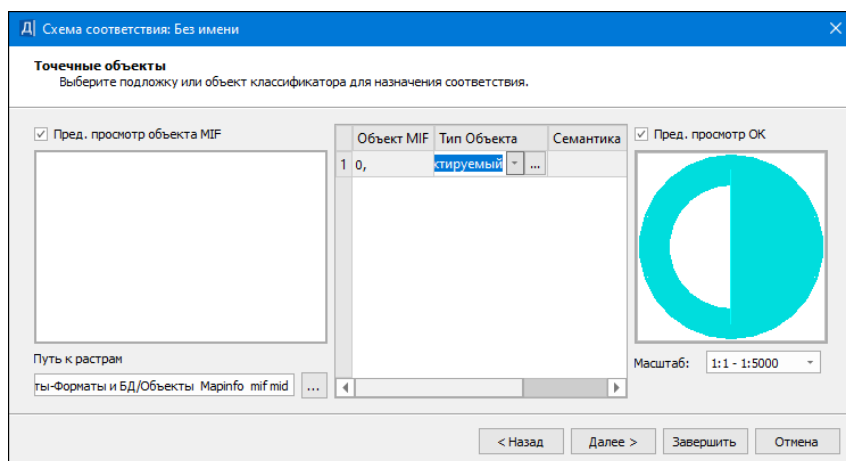 Схема соответствия: Без имени
Точечные объекты
Выберите подложку или объект классификатора для назначения соответствия.
Пред. просмотр объекта MIF
Объект MIF Тип Объекта Семантика
1 0, ктируемый ...
Пред. просмотр ОК
Путь к растрам
ты-Форматы и БД/Объекты Mapinfo mif mid ...
Масштаб: 1:1 - 1:5000
< Назад Далее > Завершить Отмена